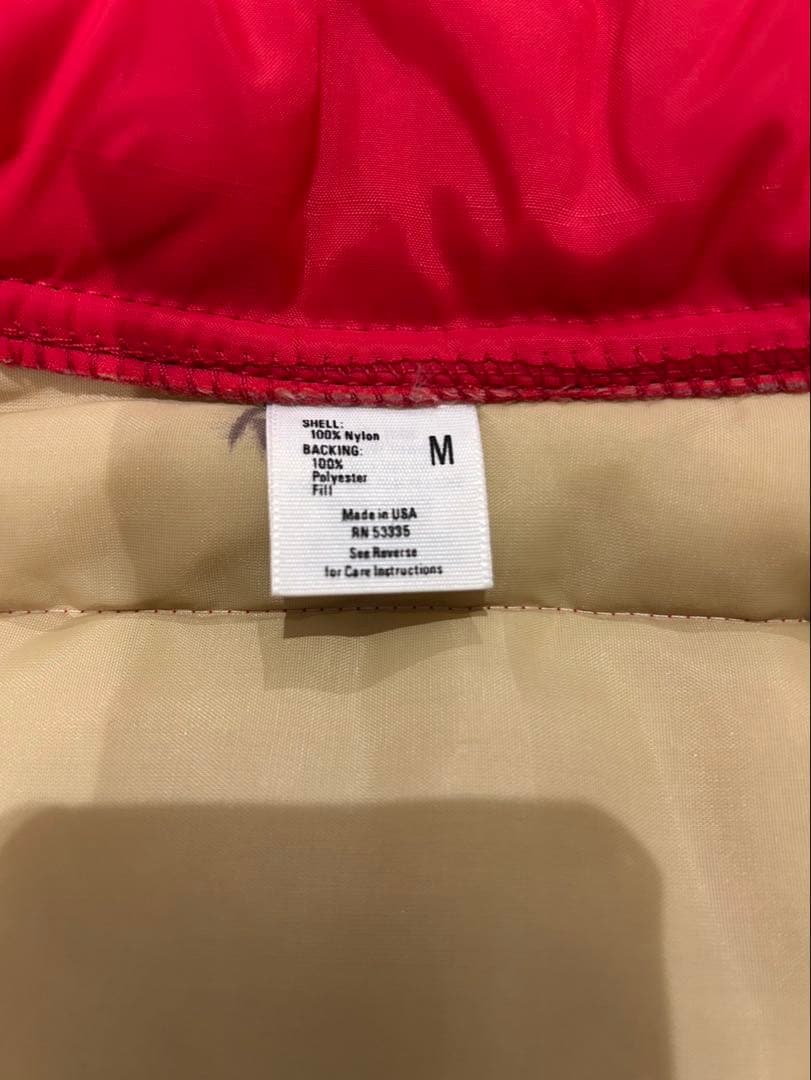 SHELL:
100% Nylon
BACKING:
100%
Polyester
Fill
M
Made in USA
RN 53335
See Reverse
for Care Instructions